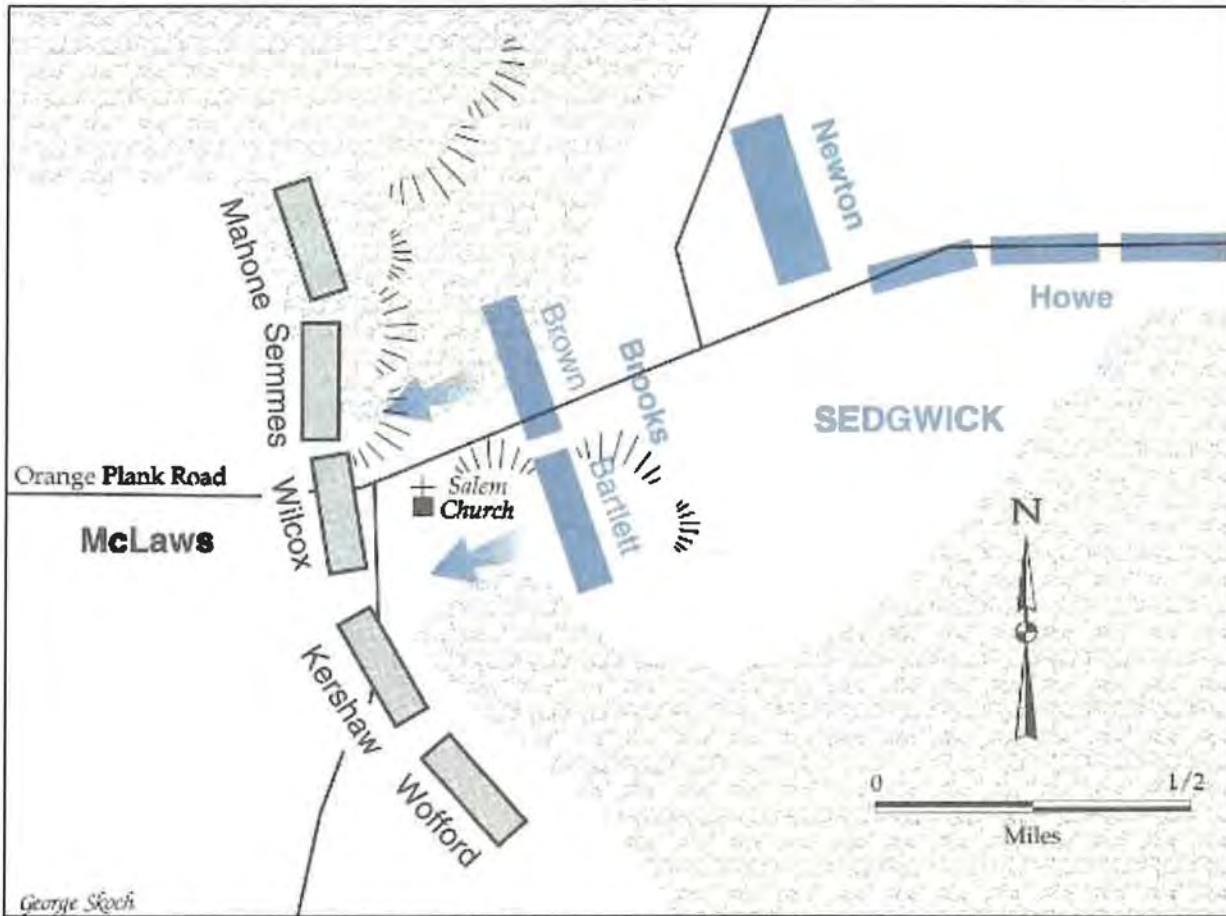 Newton
Mahone
Howe
Brown
Semmes
Brooks
SEDGWICK
Orange Plank Road
Wilcox
Salem
Church
Bartlett
N
McLaws
Kershaw
Wofford
0 1/2
Miles
George Skoch